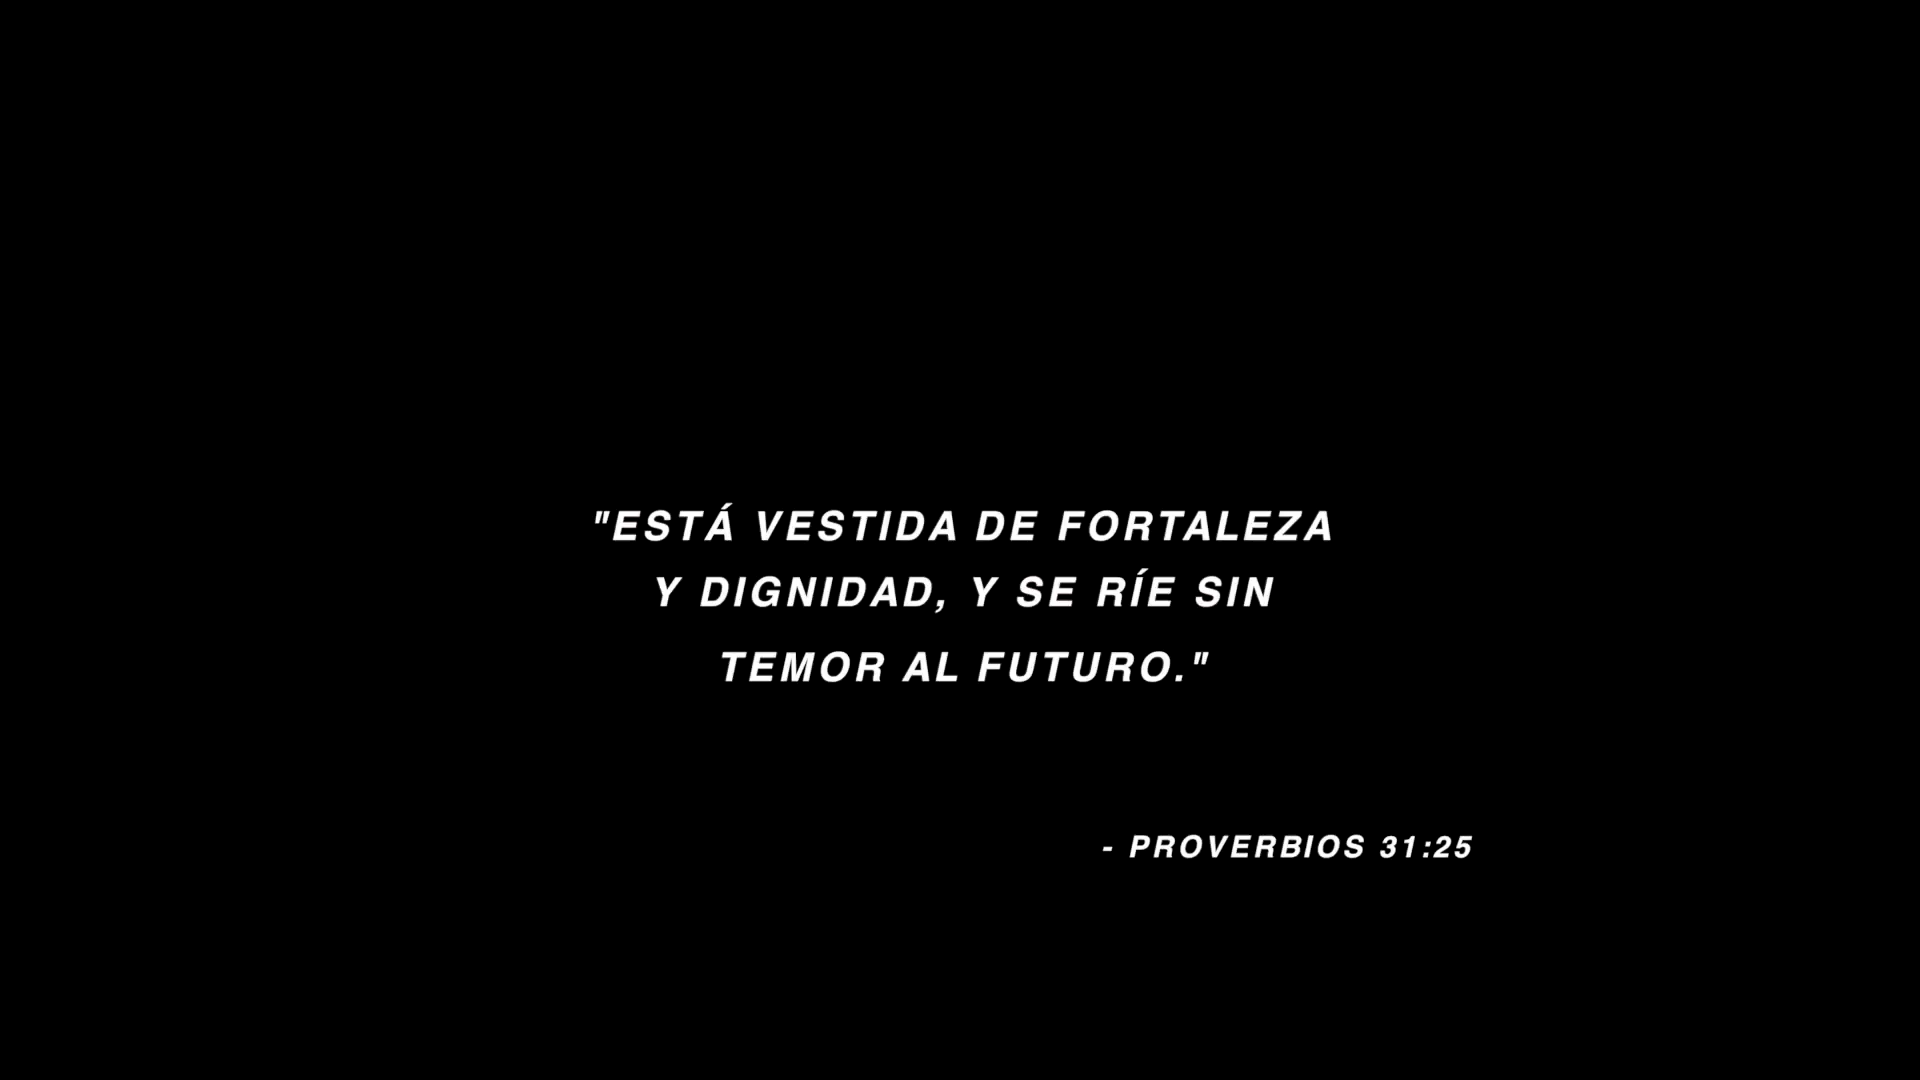 "ESTÁ VESTIDA DE FORTALEZA
Y DIGNIDAD, Y SE RÍE SIN
TEMOR AL FUTURO."
- PROVERBIOS 31:25